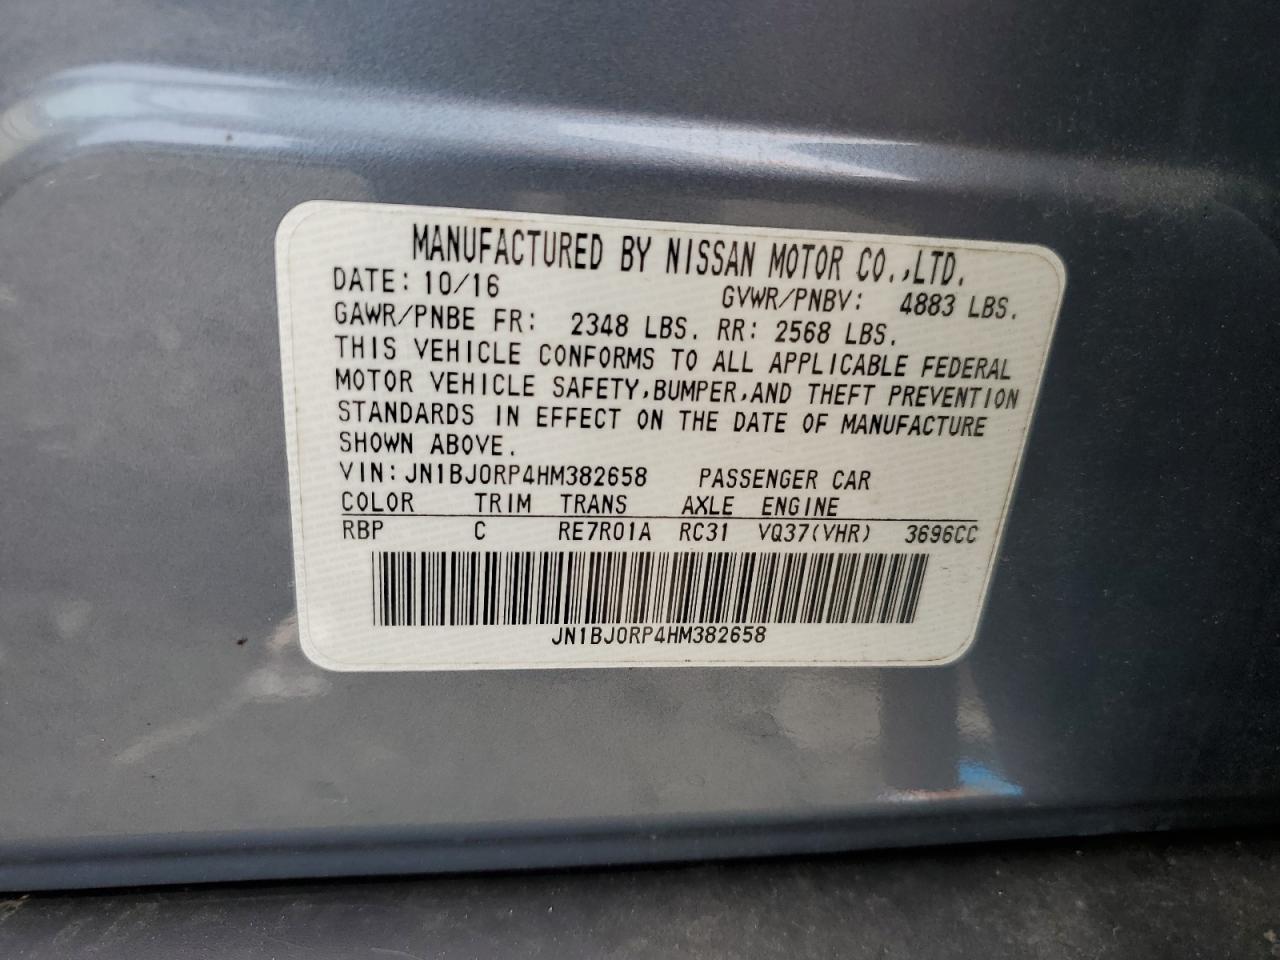 MANUFACTURED BY NISSAN MOTOR CO.,LTD.
DATE: 10/16 GVWR/PNBV: 4883 LBS.
GAWR/PNBE FR: 2348 LBS. RR: 2568 LBS.
THIS VEHICLE CONFORMS TO ALL APPLICABLE FEDERAL
MOTOR VEHICLE SAFETY,BUMPER,AND THEFT PREVENTION
STANDARDS IN EFFECT ON THE DATE OF MANUFACTURE
SHOWN ABOVE.
VIN:JN1BJ0RP4HM382658 PASSENGER CAR
COLOR TRIM TRANS AXLE ENGINE
RBP C RE7R01A RC31 VQ37(VHR) 3696CC
JN1BJ0RP4HM382658